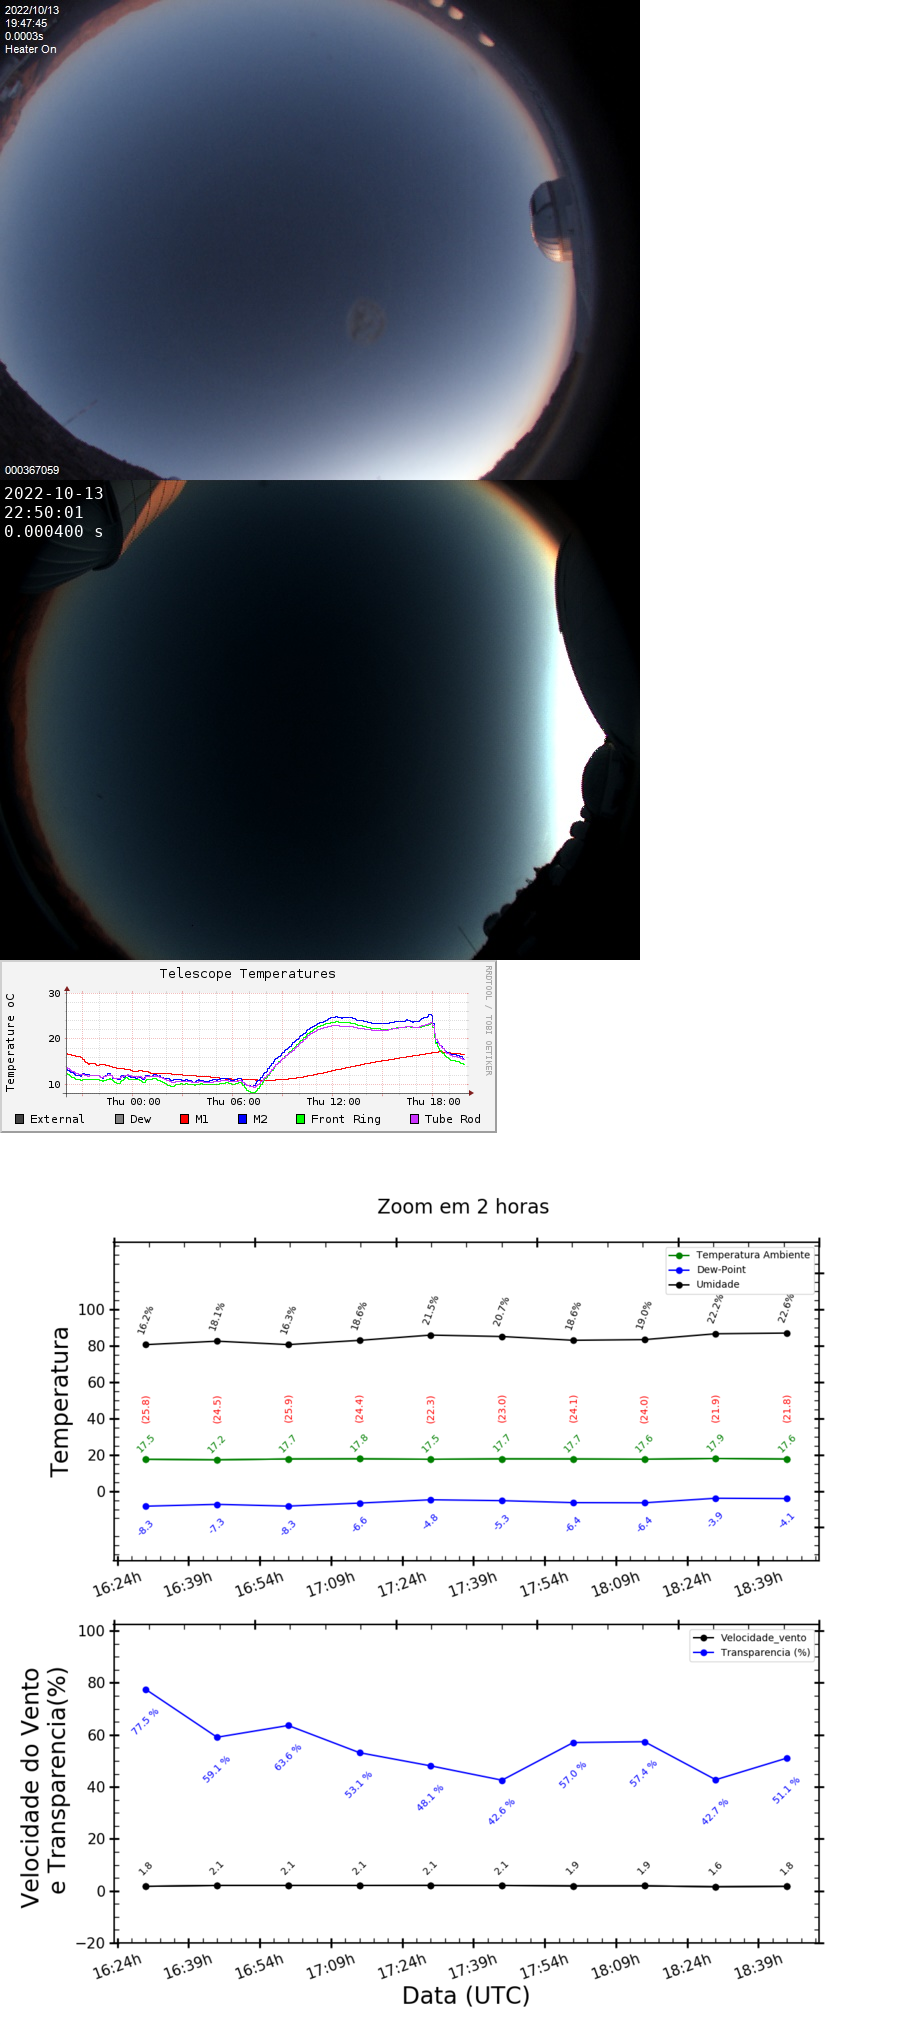 2022/10/13
19:47:45
0.0003s
Heater On
000367059
2022-10-13
22:50:01
0.000400 s
Telescope Temperatures
RRDTOOL / TOBI OETIKER
Temperature oC
30
20
10
Thu 00:00 Thu 06:00 Thu 12:00 Thu 18:00
External Dew M1 M2 Front Ring Tube Rod
Zoom em 2 horas
Temperatura Ambiente
Dew-Point
Umidade
Temperatura
100
80
60
40
20
0
16.2% 18.1% 16.3% 18.6% 21.5% 20.7% 18.6% 19.0% 22.2% 22.6%
(25.8) (24.5) (25.9) (24.4) (22.3) (23.0) (24.1) (24.0) (21.9) (21.8)
17.5 17.2 17.7 17.8 17.5 17.7 17.7 17.6 17.9 17.6
-8.3 -7.3 -8.3 -6.6 -4.8 -5.3 -6.4 -6.4 -3.9 -4.1
16:24h 16:39h 16:54h 17:09h 17:24h 17:39h 17:54h 18:09h 18:24h 18:39h
Velocidade_vento
Transparencia (%)
Velocidade do Vento
e Transparencia(%)
100
80
60
40
20
0
−20
77.5 % 59.1 % 63.6 % 53.1 % 48.1 % 42.6 % 57.0 % 57.4 % 42.7 % 51.1 %
1.8 2.1 2.1 2.1 2.1 2.1 1.9 1.9 1.6 1.8
16:24h 16:39h 16:54h 17:09h 17:24h 17:39h 17:54h 18:09h 18:24h 18:39h
Data (UTC)